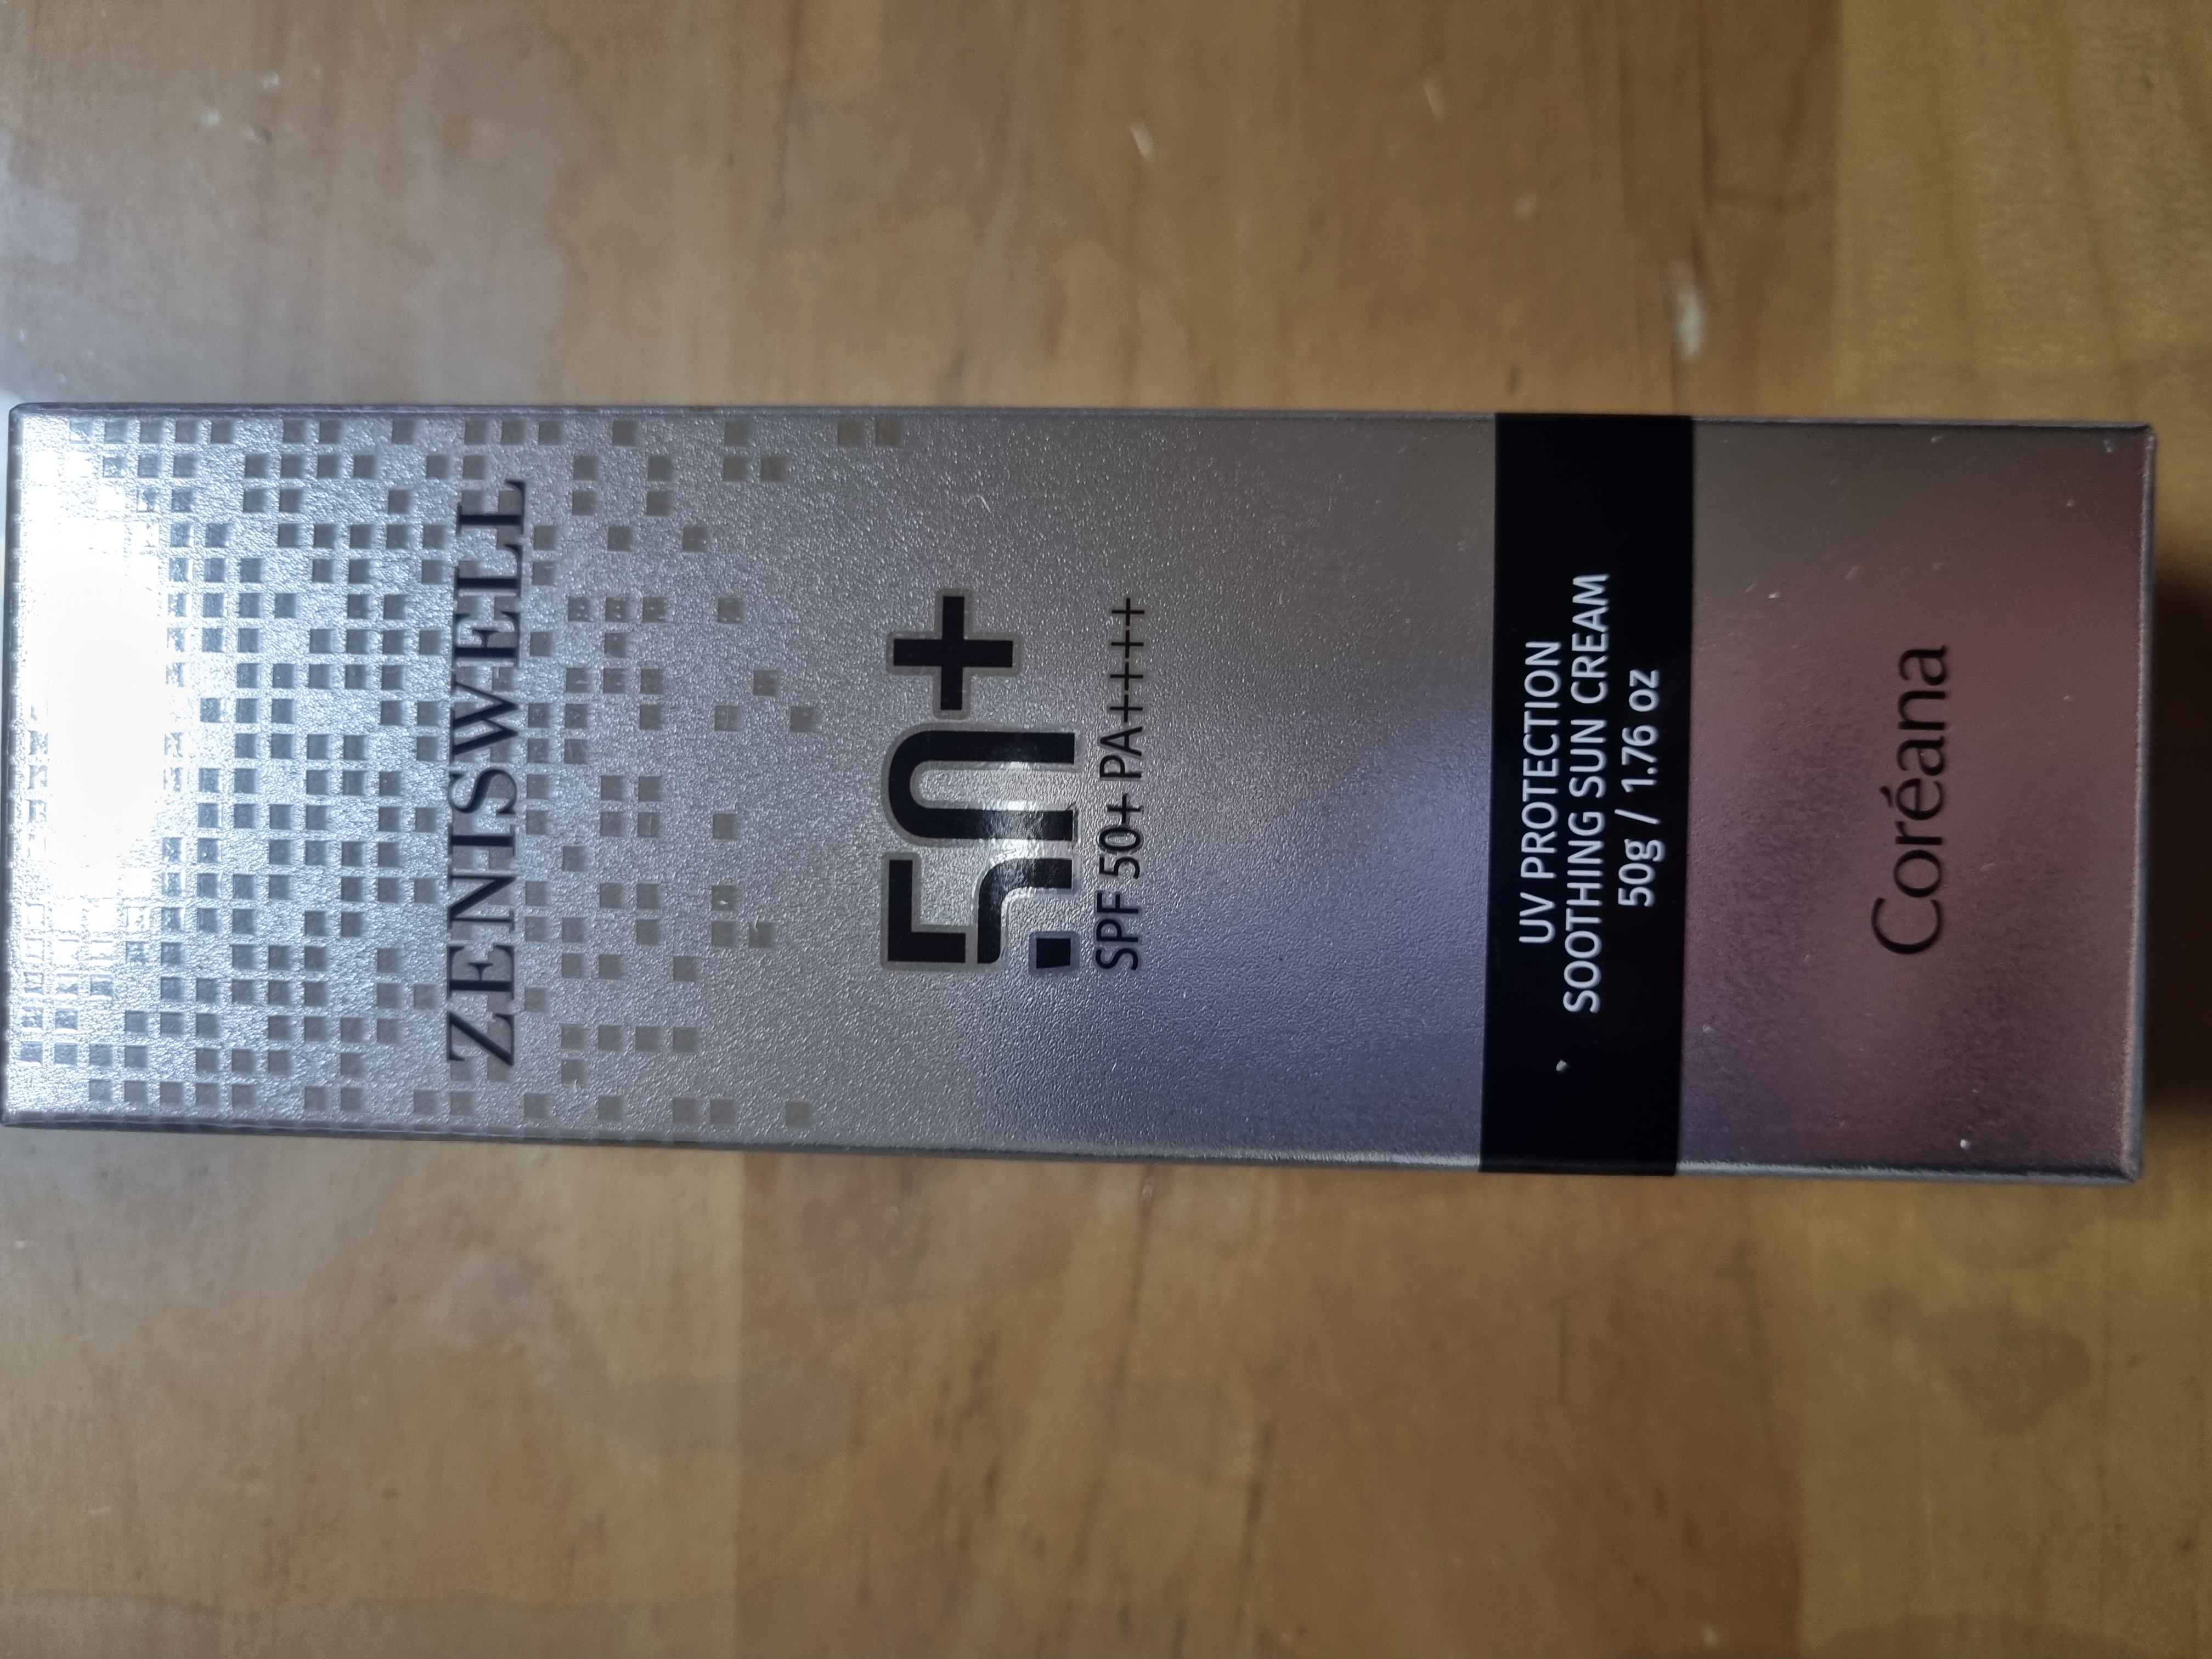 ZENISWELL
50+
SPF 50+ PA++++
UV PROTECTION
SOOTHING SUN CREAM
50g / 1.76 oz
Coréana